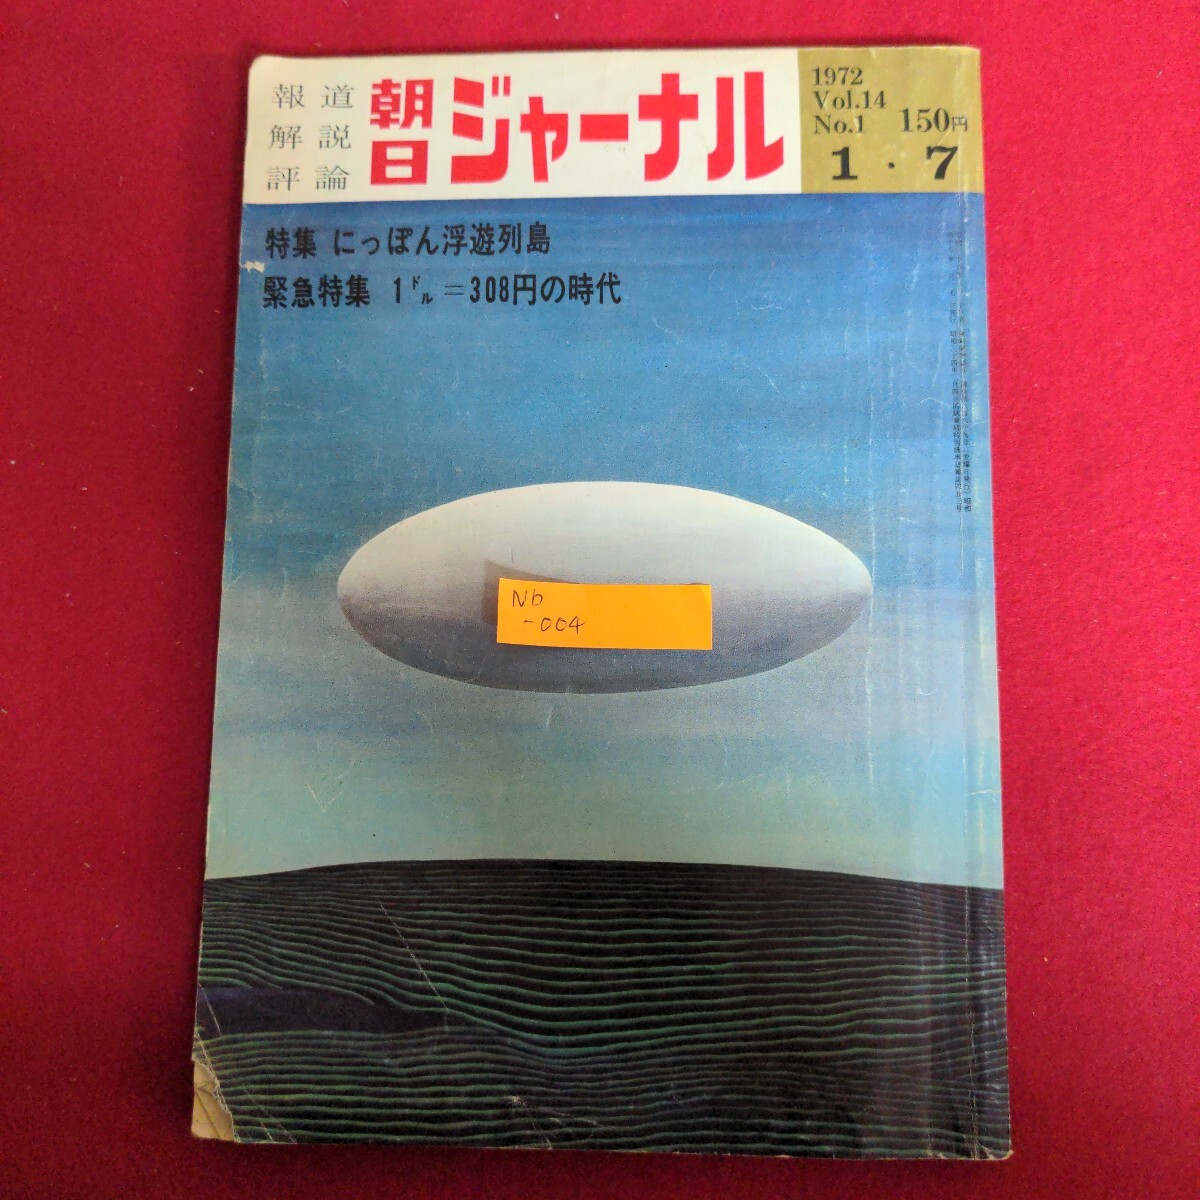 報道
解説
評論
朝日ジャーナル
1972
Vol.14
No.1 150円
1・7
特集 にっぽん浮遊列島
緊急特集 1ドル=308円の時代
Nb
-004